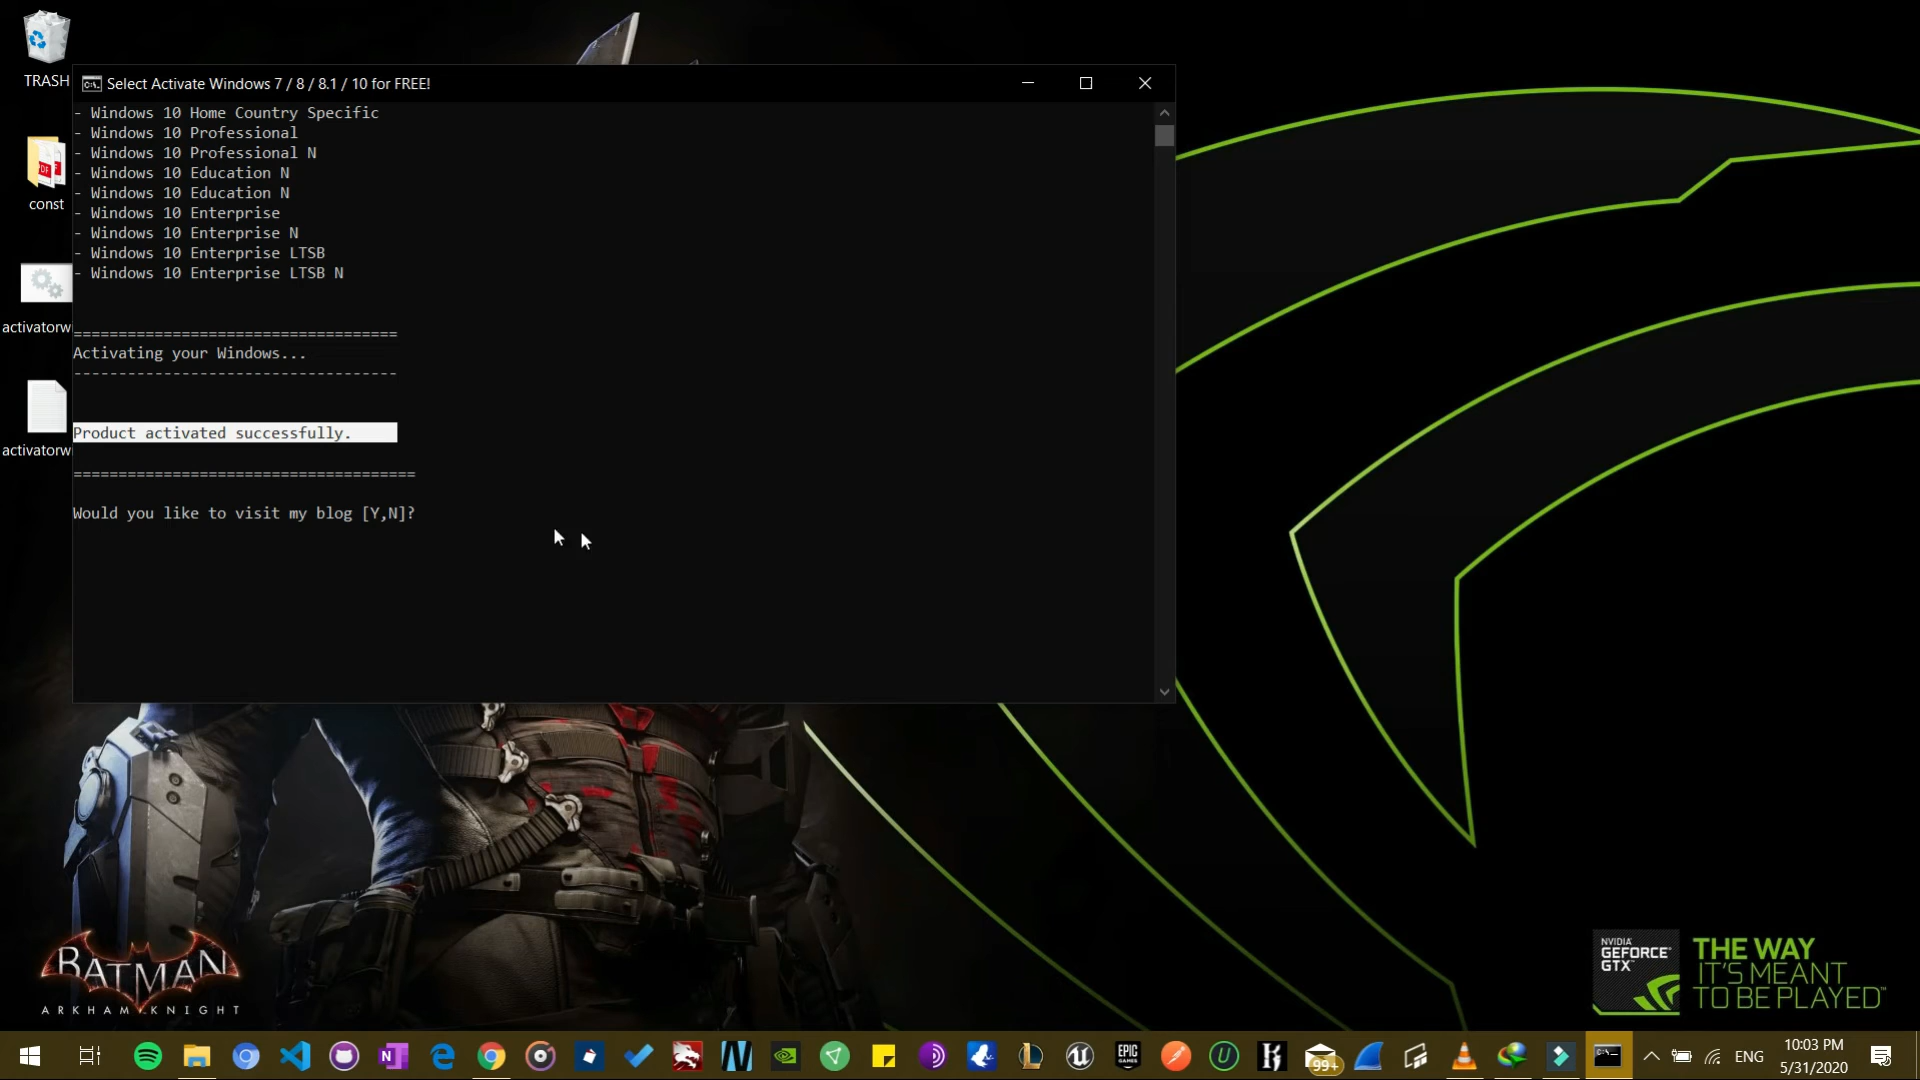 TRASH
const
activatorw
activatorw
Select Activate Windows 7 / 8 / 8.1 / 10 for FREE!
- Windows 10 Home Country Specific
- Windows 10 Professional
- Windows 10 Professional N
- Windows 10 Education N
- Windows 10 Education N
- Windows 10 Enterprise
- Windows 10 Enterprise N
- Windows 10 Enterprise LTSB
- Windows 10 Enterprise LTSB N
====================================
Activating your Windows...
------------------------------------
Product activated successfully.
======================================
Would you like to visit my blog [Y,N]?
BATMAN
ARKHAM KNIGHT
NVIDIA
GEFORCE
GTX
THE WAY
IT'S MEANT
TO BE PLAYED™
EPIC
GAMES
99+
ENG
10:03 PM
5/31/2020